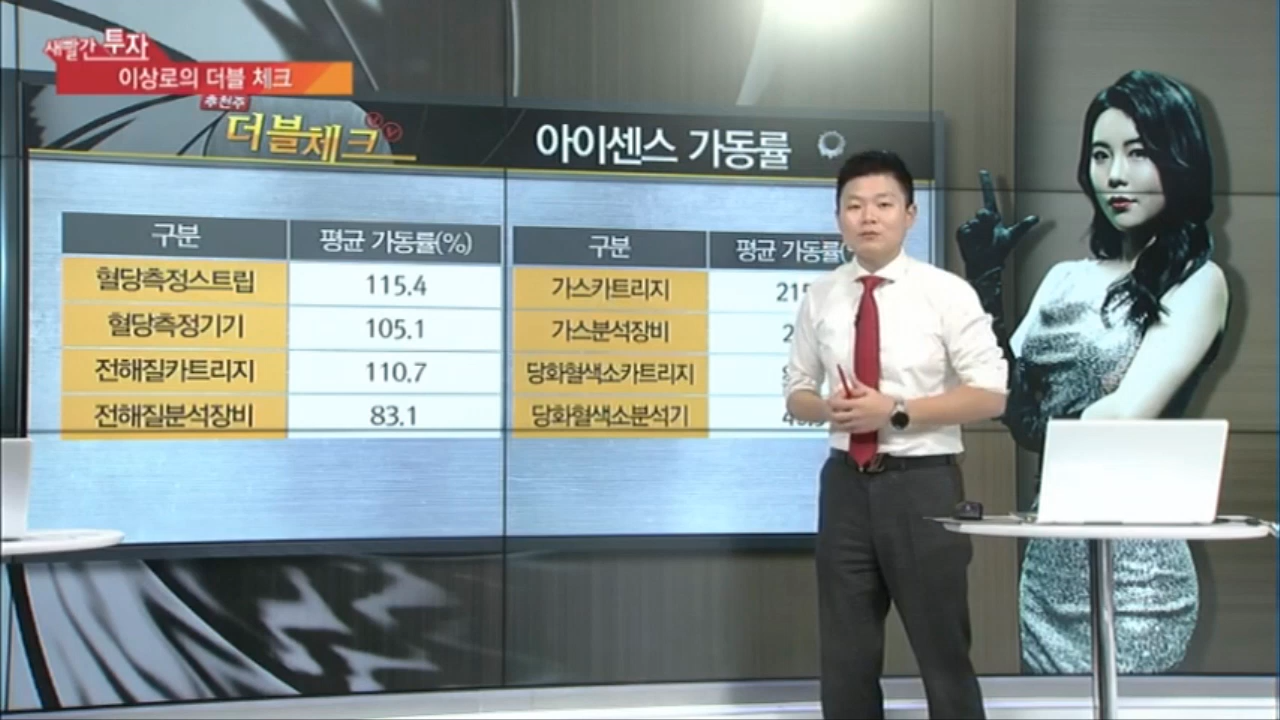 새빨간 투자
이상로의 더블 체크
추천주
더블체크
아이센스 가동률
구분 평균 가동률(%)
혈당측정스트립 115.4
혈당측정기기 105.1
전해질카트리지 110.7
전해질분석장비 83.1
구분 평균 가동률(
가스카트리지
가스분석장비
당화혈색소카트리지
당화혈색소분석기